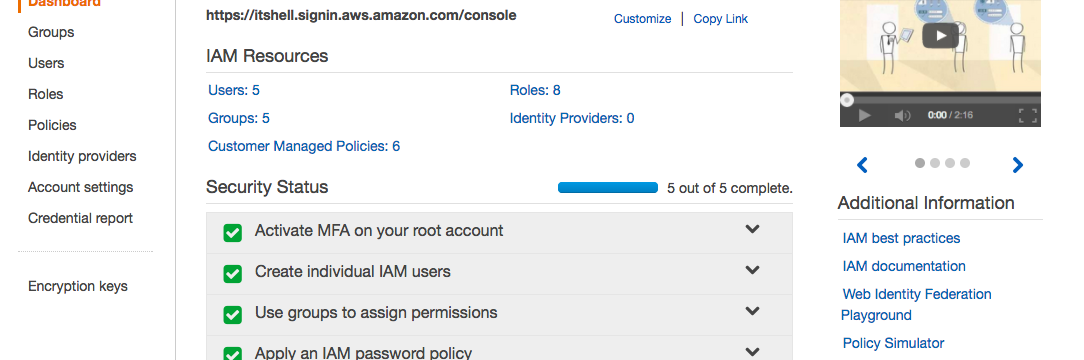 Dashboard
Groups
Users
Roles
Policies
Identity providers
Account settings
Credential report
Encryption keys
https://itshell.signin.aws.amazon.com/console
Customize | Copy Link
IAM Resources
Users: 5
Roles: 8
Groups: 5
Identity Providers: 0
Customer Managed Policies: 6
Security Status
5 out of 5 complete.
Activate MFA on your root account
Create individual IAM users
Use groups to assign permissions
Apply an IAM password policy
0:00 / 2:16
Additional Information
IAM best practices
IAM documentation
Web Identity Federation
Playground
Policy Simulator